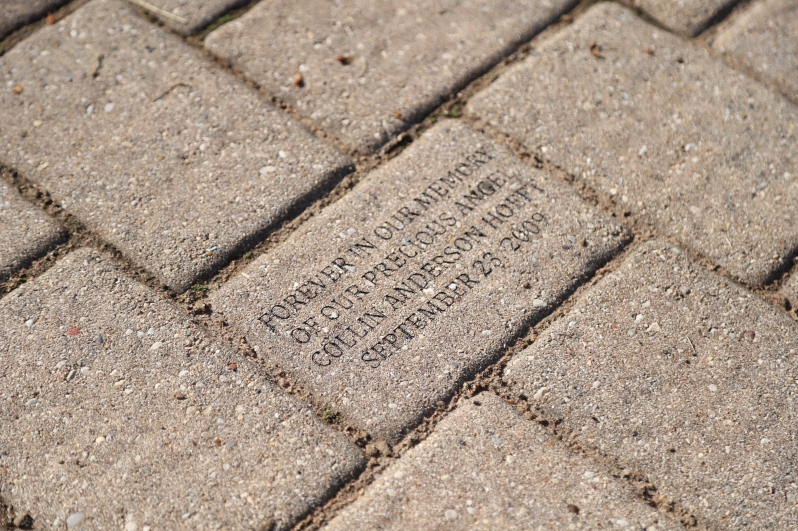 FOREVER IN OUR MEMORY
OF OUR PRECIOUS ANGEL
COLLIN ANDERSON HOFFT
SEPTEMBER 23, 2009